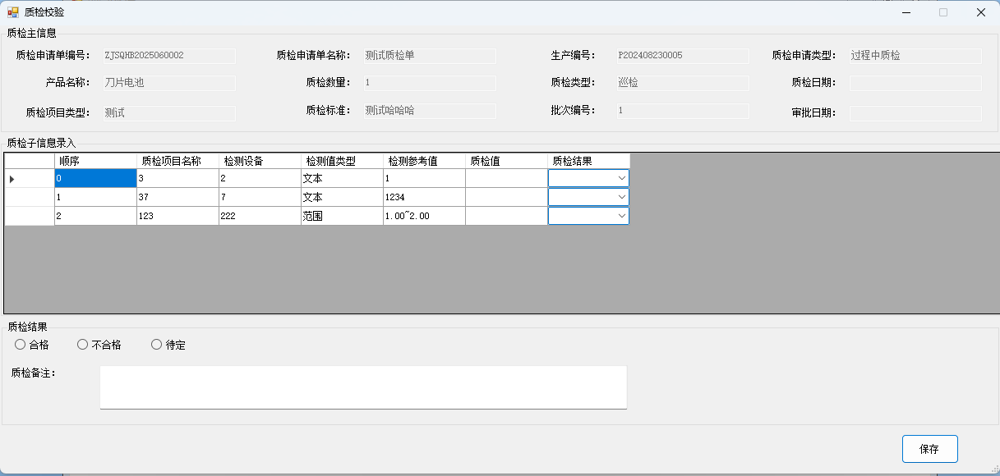 质检校验
质检主信息
质检申请单编号： ZJSQHB2025060002 质检申请单名称： 测试质检单 生产编号： P202408230005 质检申请类型： 过程中质检
产品名称： 刀片电池 质检数量： 1 质检类型： 巡检 质检日期：
质检项目类型： 测试 质检标准： 测试哈哈哈 批次编号： 1 审批日期：
质检子信息录入
顺序 质检项目名称 检测设备 检测值类型 检测参考值 质检值 质检结果
0 3 2 文本 1
1 37 7 文本 1234
2 123 222 范围 1.00~2.00
质检结果
合格 不合格 待定
质检备注：
保存